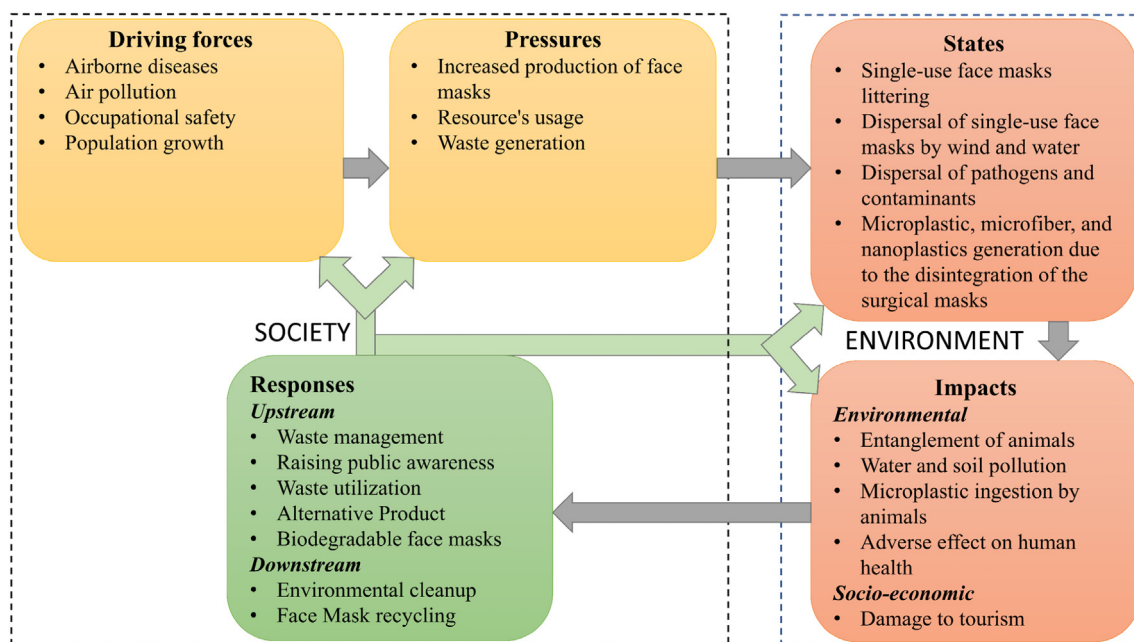 Driving forces
• Airborne diseases
• Air pollution
• Occupational safety
• Population growth
Pressures
• Increased production of face
masks
• Resource's usage
• Waste generation
States
• Single-use face masks
littering
• Dispersal of single-use face
masks by wind and water
• Dispersal of pathogens and
contaminants
• Microplastic, microfiber, and
nanoplastics generation due
to the disintegration of the
surgical masks
SOCIETY
ENVIRONMENT
Responses
Upstream
• Waste management
• Raising public awareness
• Waste utilization
• Alternative Product
• Biodegradable face masks
Downstream
• Environmental cleanup
• Face Mask recycling
Impacts
Environmental
• Entanglement of animals
• Water and soil pollution
• Microplastic ingestion by
animals
• Adverse effect on human
health
Socio-economic
• Damage to tourism